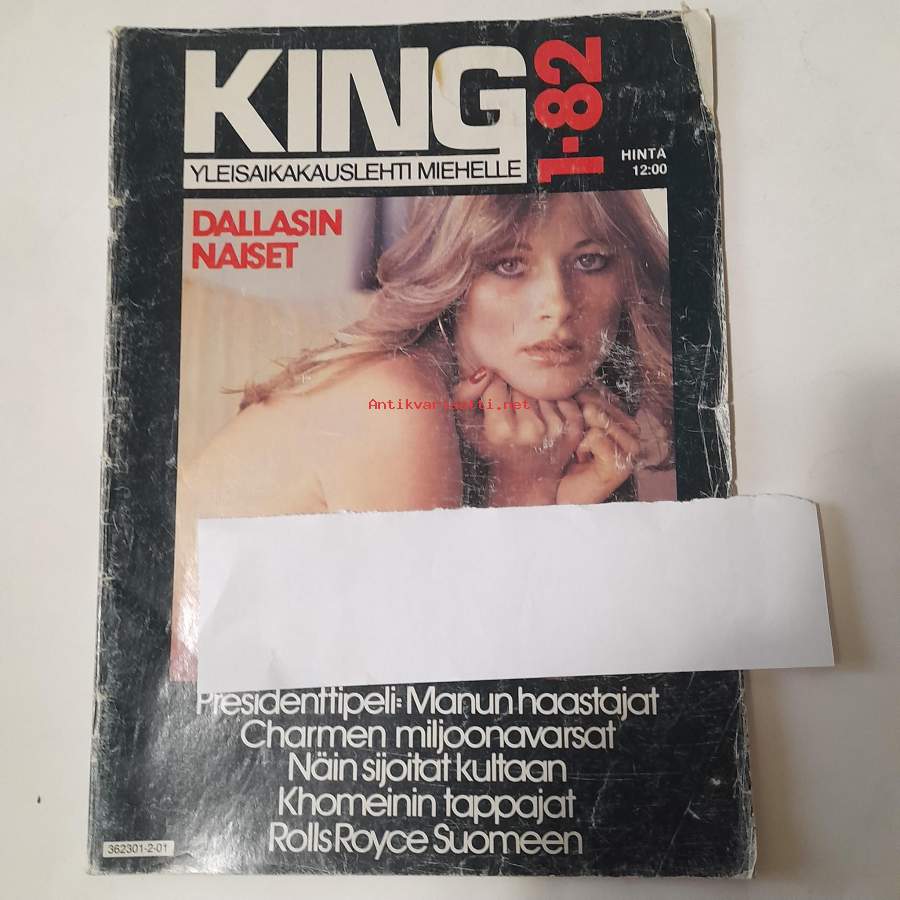 KING
1-82
YLEISAIKAKAUSLEHTI MIEHELLE
HINTA
12:00
DALLASIN
NAISET
Antikvariaatti.net
Presidenttipeli: Manun haastajat
Charmen miljoonavarsat
Näin sijoitat kultaan
Khomeinin tappajat
Rolls Royce Suomeen
362301-2-01